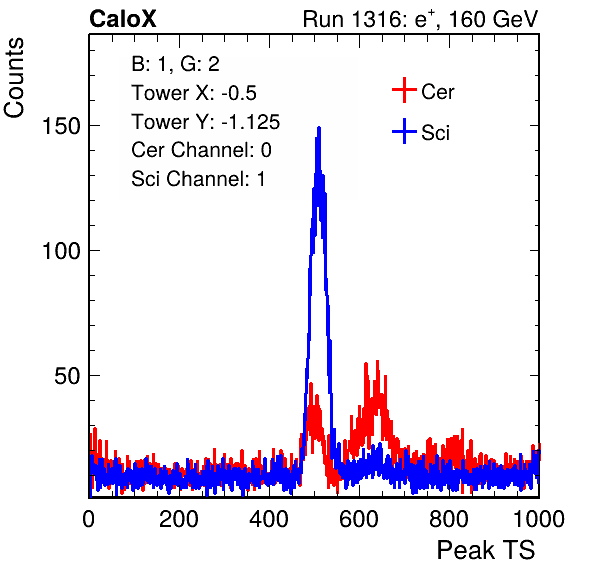 CaloX
Run 1316: e+, 160 GeV
Counts
B: 1, G: 2
Tower X: -0.5
Tower Y: -1.125
Cer Channel: 0
Sci Channel: 1
Cer
Sci
150
100
50
0 200 400 600 800 1000
Peak TS